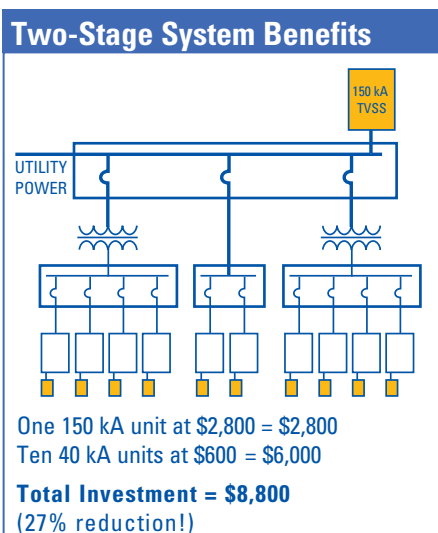 Two-Stage System Benefits
150 kA
TVSS
UTILITY
POWER
One 150 kA unit at $2,800 = $2,800
Ten 40 kA units at $600 = $6,000
Total Investment = $8,800
(27% reduction!)